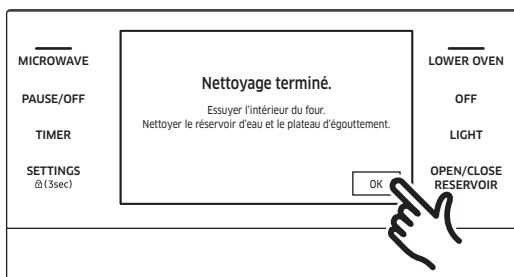 MICROWAVE
PAUSE/OFF
TIMER
SETTINGS
(3sec)
Nettoyage terminé.
Essuyer l'intérieur du four.
Nettoyer le réservoir d'eau et le plateau d'égouttement.
OK
LOWER OVEN
OFF
LIGHT
OPEN/CLOSE
RESERVOIR